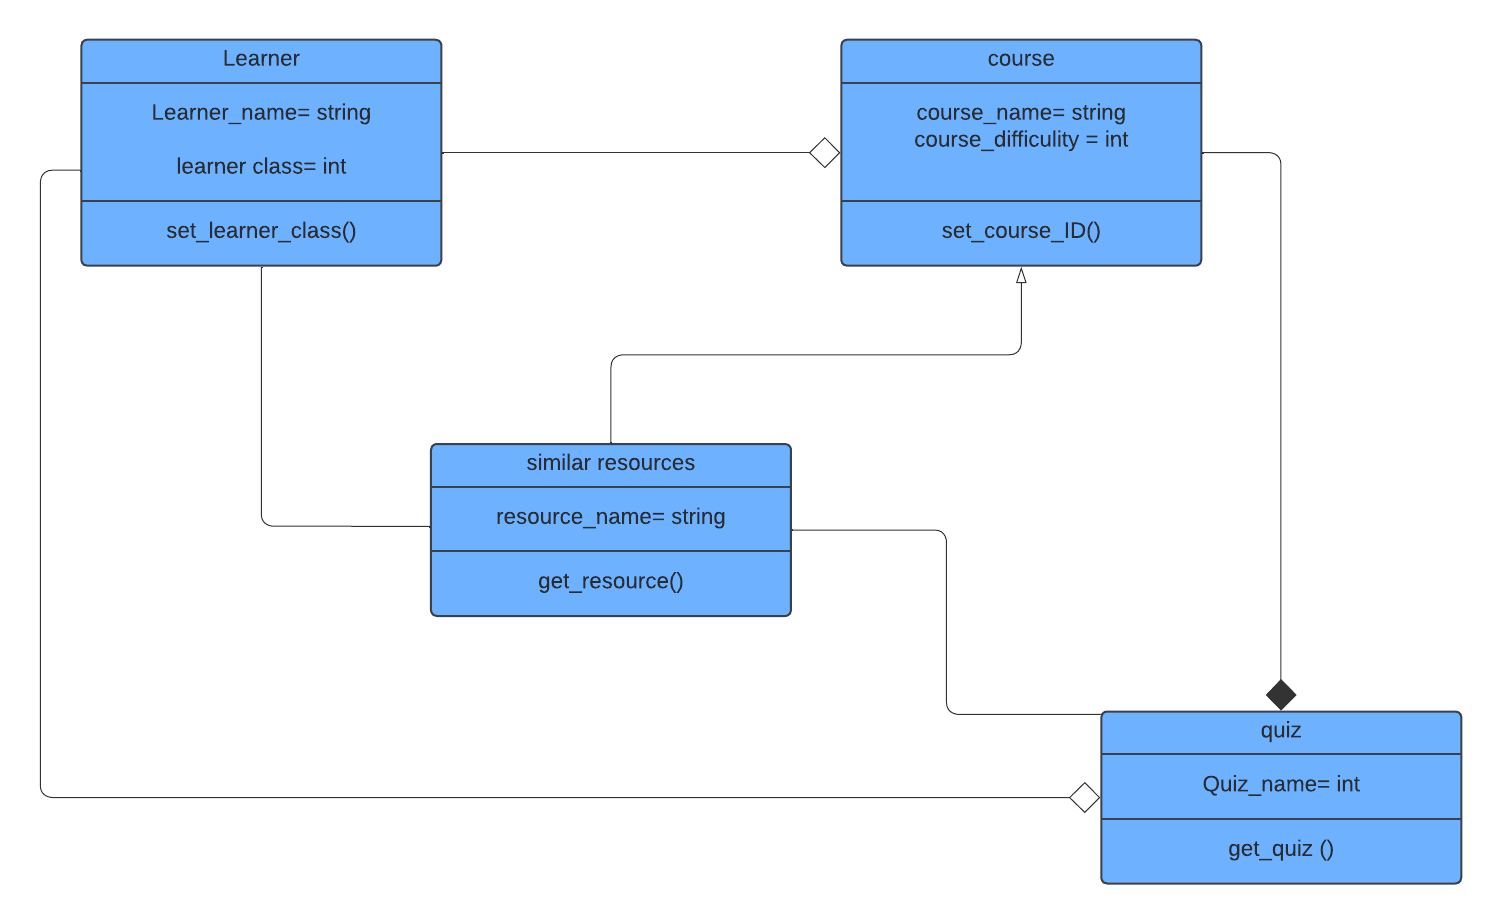 Learner
Learner_name= string
learner class= int
set_learner_class()
course
course_name= string
course_difficulity = int
set_course_ID()
similar resources
resource_name= string
get_resource()
quiz
Quiz_name= int
get_quiz ()